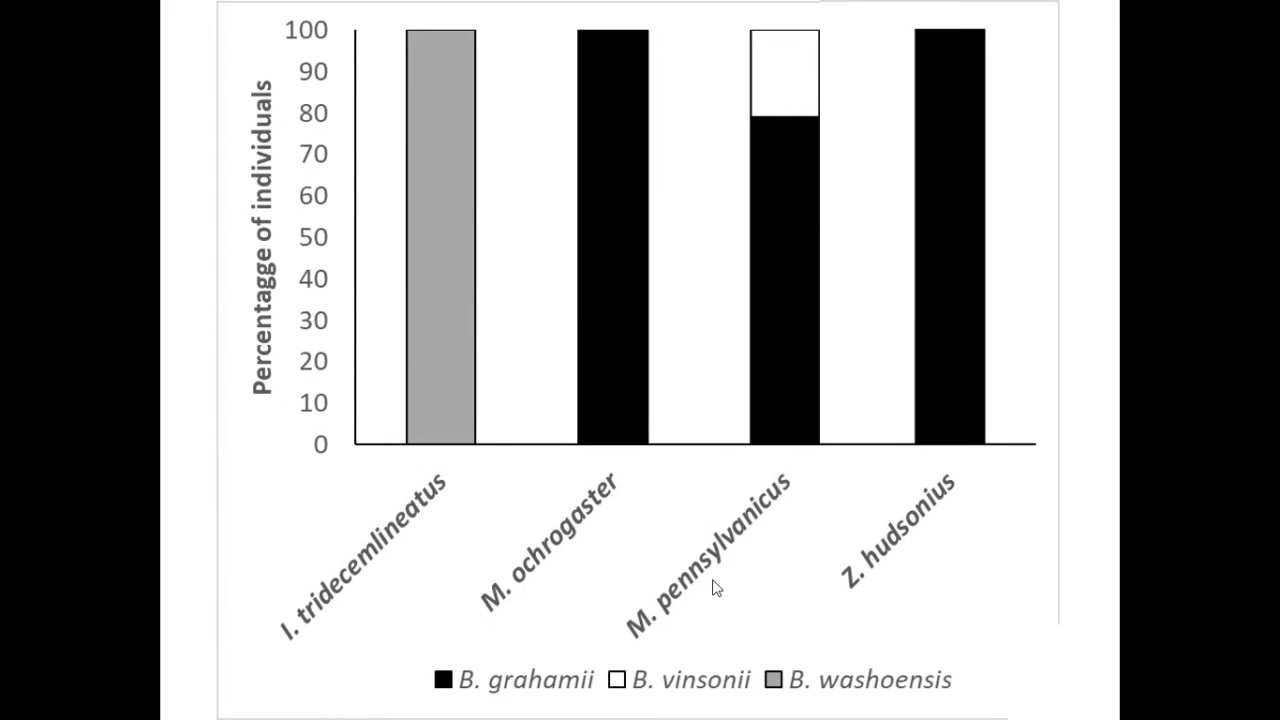 Percentagge of individuals
100
90
80
70
60
50
40
30
20
10
0
I. tridecemlineatus
M. ochrogaster
M. pennsylvanicus
Z. hudsonius
B. grahamii B. vinsonii B. washoensis